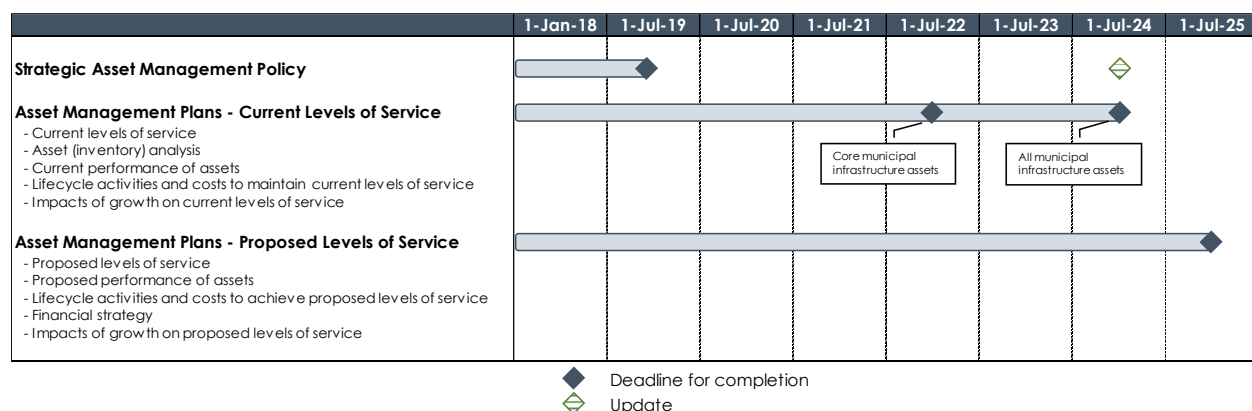 1-Jan-18 1-Jul-19 1-Jul-20 1-Jul-21 1-Jul-22 1-Jul-23 1-Jul-24 1-Jul-25
Strategic Asset Management Policy
Asset Management Plans - Current Levels of Service
- Current levels of service
- Asset (inventory) analysis
- Current performance of assets
- Lifecycle activities and costs to maintain current levels of service
- Impacts of growth on current levels of service
Core municipal
infrastructure assets
All municipal
infrastructure assets
Asset Management Plans - Proposed Levels of Service
- Proposed levels of service
- Proposed performance of assets
- Lifecycle activities and costs to achieve proposed levels of service
- Financial strategy
- Impacts of growth on proposed levels of service
Deadline for completion
Update